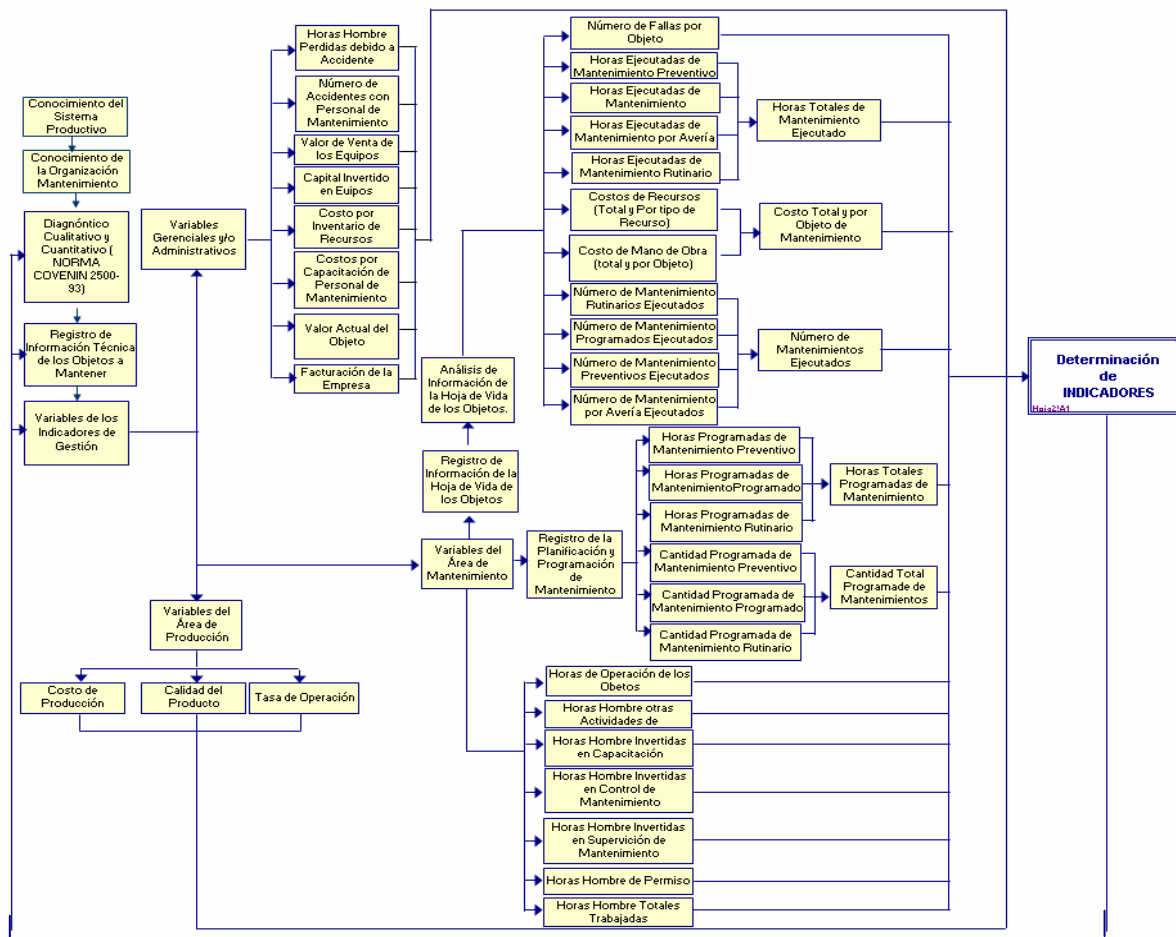 Conocimiento del
Sistema
Productivo
Conocimiento de
la Organización
Mantenimiento
Diagnóntico
Cualitativo y
Cuantitativo (
NORMA
COVENIN 2500-
93)
Registro de
Información Técnica
de los Objetos a
Mantener
Variables de los
Indicadores de
Gestión
Variables
Gerenciales y/o
Administrativos
Horas Hombre
Perdidas debido a
Accidente
Número de
Accidentes con
Personal de
Mantenimiento
Valor de Venta de
los Equipos
Capital Invertido
en Euipos
Costo por
Inventario de
Recursos
Costos por
Capacitación de
Personal de
Mantenimiento
Valor Actual del
Objeto
Facturación de la
Empresa
Variables del
Área de
Producción
Costo de
Producción
Calidad del
Producto
Tasa de Operación
Análisis de
Información de
la Hoja de Vida
de los Objetos.
Registro de
Información de la
Hoja de Vida de
los Objetos
Variables del
Área de
Mantenimiento
Registro de la
Planificación y
Programación
de
Mantenimiento
Número de Fallas por
Objeto
Horas Ejecutadas de
Mantenimiento Preventivo
Horas Ejecutadas de
Mantenimiento
Horas Ejecutadas de
Mantenimiento por Avería
Horas Ejecutadas de
Mantenimiento Rutinario
Costos de Recursos
(Total y Por tipo de
Recurso)
Costo de Mano de Obra
(total y por Objeto)
Número de Mantenimiento
Rutinarios Ejecutados
Número de Mantenimiento
Programados Ejecutados
Número de Mantenimiento
Preventivos Ejecutados
Número de Mantenimiento
por Avería Ejecutados
Horas Totales de
Mantenimiento
Ejecutado
Costo Total y por
Objeto de
Mantenimiento
Número de
Mantenimientos
Ejecutados
Horas Programadas de
Mantenimiento Preventivo
Horas Programadas de
MantenimientoProgramado
Horas Programadas de
Mantenimiento Rutinario
Cantidad Programada de
Mantenimiento
Preventivo
Cantidad Programada de
Mantenimiento Programado
Cantidad Programada de
Mantenimiento Rutinario
Horas Totales
Programadas de
Mantenimiento
Cantidad Total
Programade de
Mantenimientos
Horas de Operación de los
Obetos
Horas Hombre otras
Actividades de
Horas Hombre Invertidas
en Capacitación
Horas Hombre Invertidas
en Control de
Mantenimiento
Horas Hombre Invertidas
en Supervición de
Mantenimiento
Horas Hombre de Permiso
Horas Hombre Totales
Trabajadas
Determinación
de
INDICADORES
Hoja2!A1